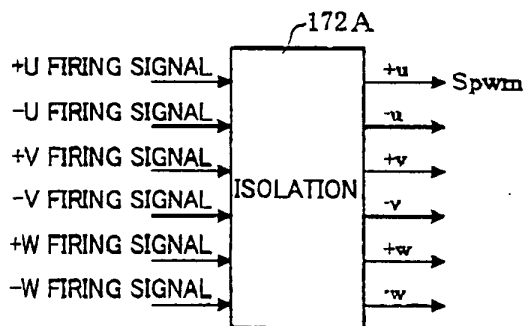 172A
+U FIRING SIGNAL +u Spwm
-U FIRING SIGNAL -u
+V FIRING SIGNAL +v
ISOLATION
-V FIRING SIGNAL -v
+W FIRING SIGNAL +w
-W FIRING SIGNAL -w